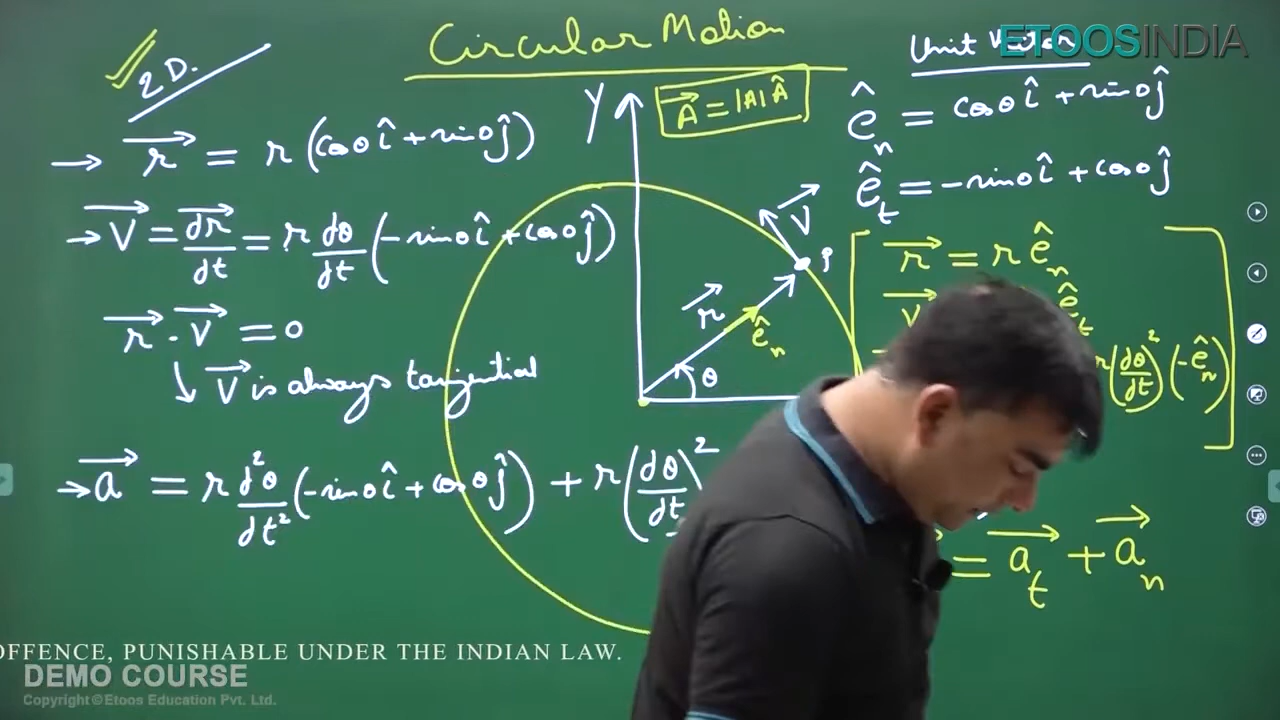 Circular Motion
ETOOSINDIA
2D.
Unit Vector
A⃗ = |A| Â
ê_n = cosθ î + sinθ ĵ
ê_t = -sinθ î + cosθ ĵ
→ r⃗ = r (cosθ î + sinθ ĵ)
→ V⃗ = dr⃗/dt = r dθ/dt (-sinθ î + cosθ ĵ)
r⃗ . V⃗ = 0
↓ V⃗ is always tangential
→ a⃗ = r d²θ/dt² (-sinθ î + cosθ ĵ) + r (dθ/dt)²
Y
V⃗
r⃗
ê_n
θ
r⃗ = r ê_n
V⃗ ê_t
r (dθ/dt)² (-ê_n)
= a⃗_t + a⃗_n
OFFENCE, PUNISHABLE UNDER THE INDIAN LAW.
DEMO COURSE
Copyright © Etoos Education Pvt. Ltd.